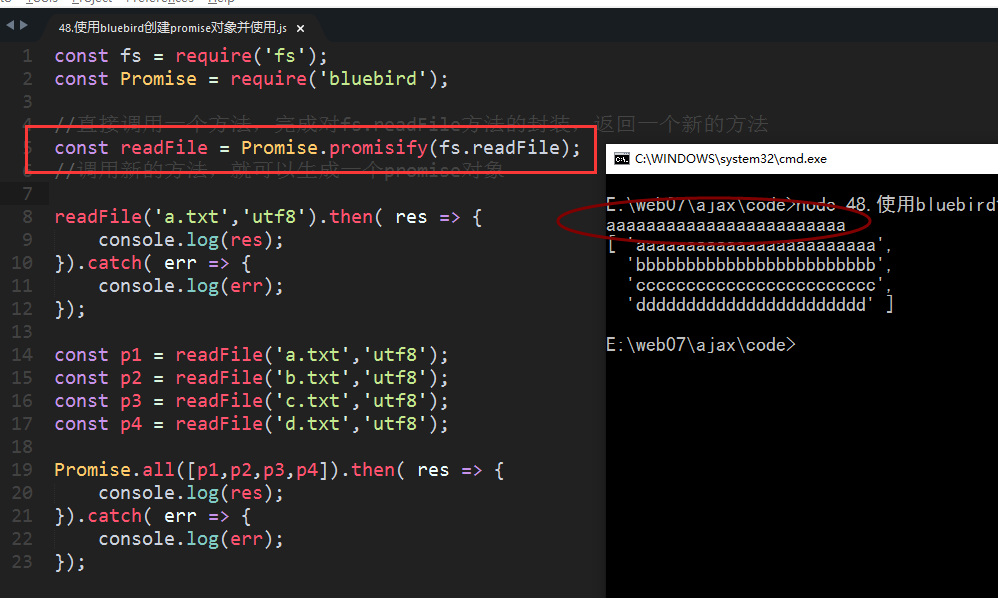 48.使用bluebird创建promise对象并使用.js ×
1 const fs = require('fs');
2 const Promise = require('bluebird');
3
4 //直接调用一个方法，完成对fs.readFile方法的封装，返回一个新的方法
5 const readFile = Promise.promisify(fs.readFile);
6 //调用新的方法，就可以生成一个promise对象
7
8 readFile('a.txt','utf8').then( res => {
9 console.log(res);
10 }).catch( err => {
11 console.log(err);
12 });
13
14 const p1 = readFile('a.txt','utf8');
15 const p2 = readFile('b.txt','utf8');
16 const p3 = readFile('c.txt','utf8');
17 const p4 = readFile('d.txt','utf8');
18
19 Promise.all([p1,p2,p3,p4]).then( res => {
20 console.log(res);
21 }).catch( err => {
22 console.log(err);
23 });
C:\WINDOWS\system32\cmd.exe
E:\web07\ajax\code>node 48.使用bluebird
aaaaaaaaaaaaaaaaaaaaaaaa
[ 'aaaaaaaaaaaaaaaaaaaaaaaa',
'bbbbbbbbbbbbbbbbbbbbbbbb',
'cccccccccccccccccccccccc',
'dddddddddddddddddddddddd' ]
E:\web07\ajax\code>